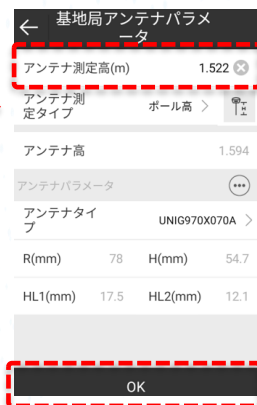 基地局アンテナパラメ
ータ
アンテナ測定高(m) 1.522
アンテナ測
定タイプ ポール高
アンテナ高 1.594
アンテナパラメータ
アンテナタイ
プ UNIG970X070A
R(mm) 78 H(mm) 54.7
HL1(mm) 17.5 HL2(mm) 12.1
OK